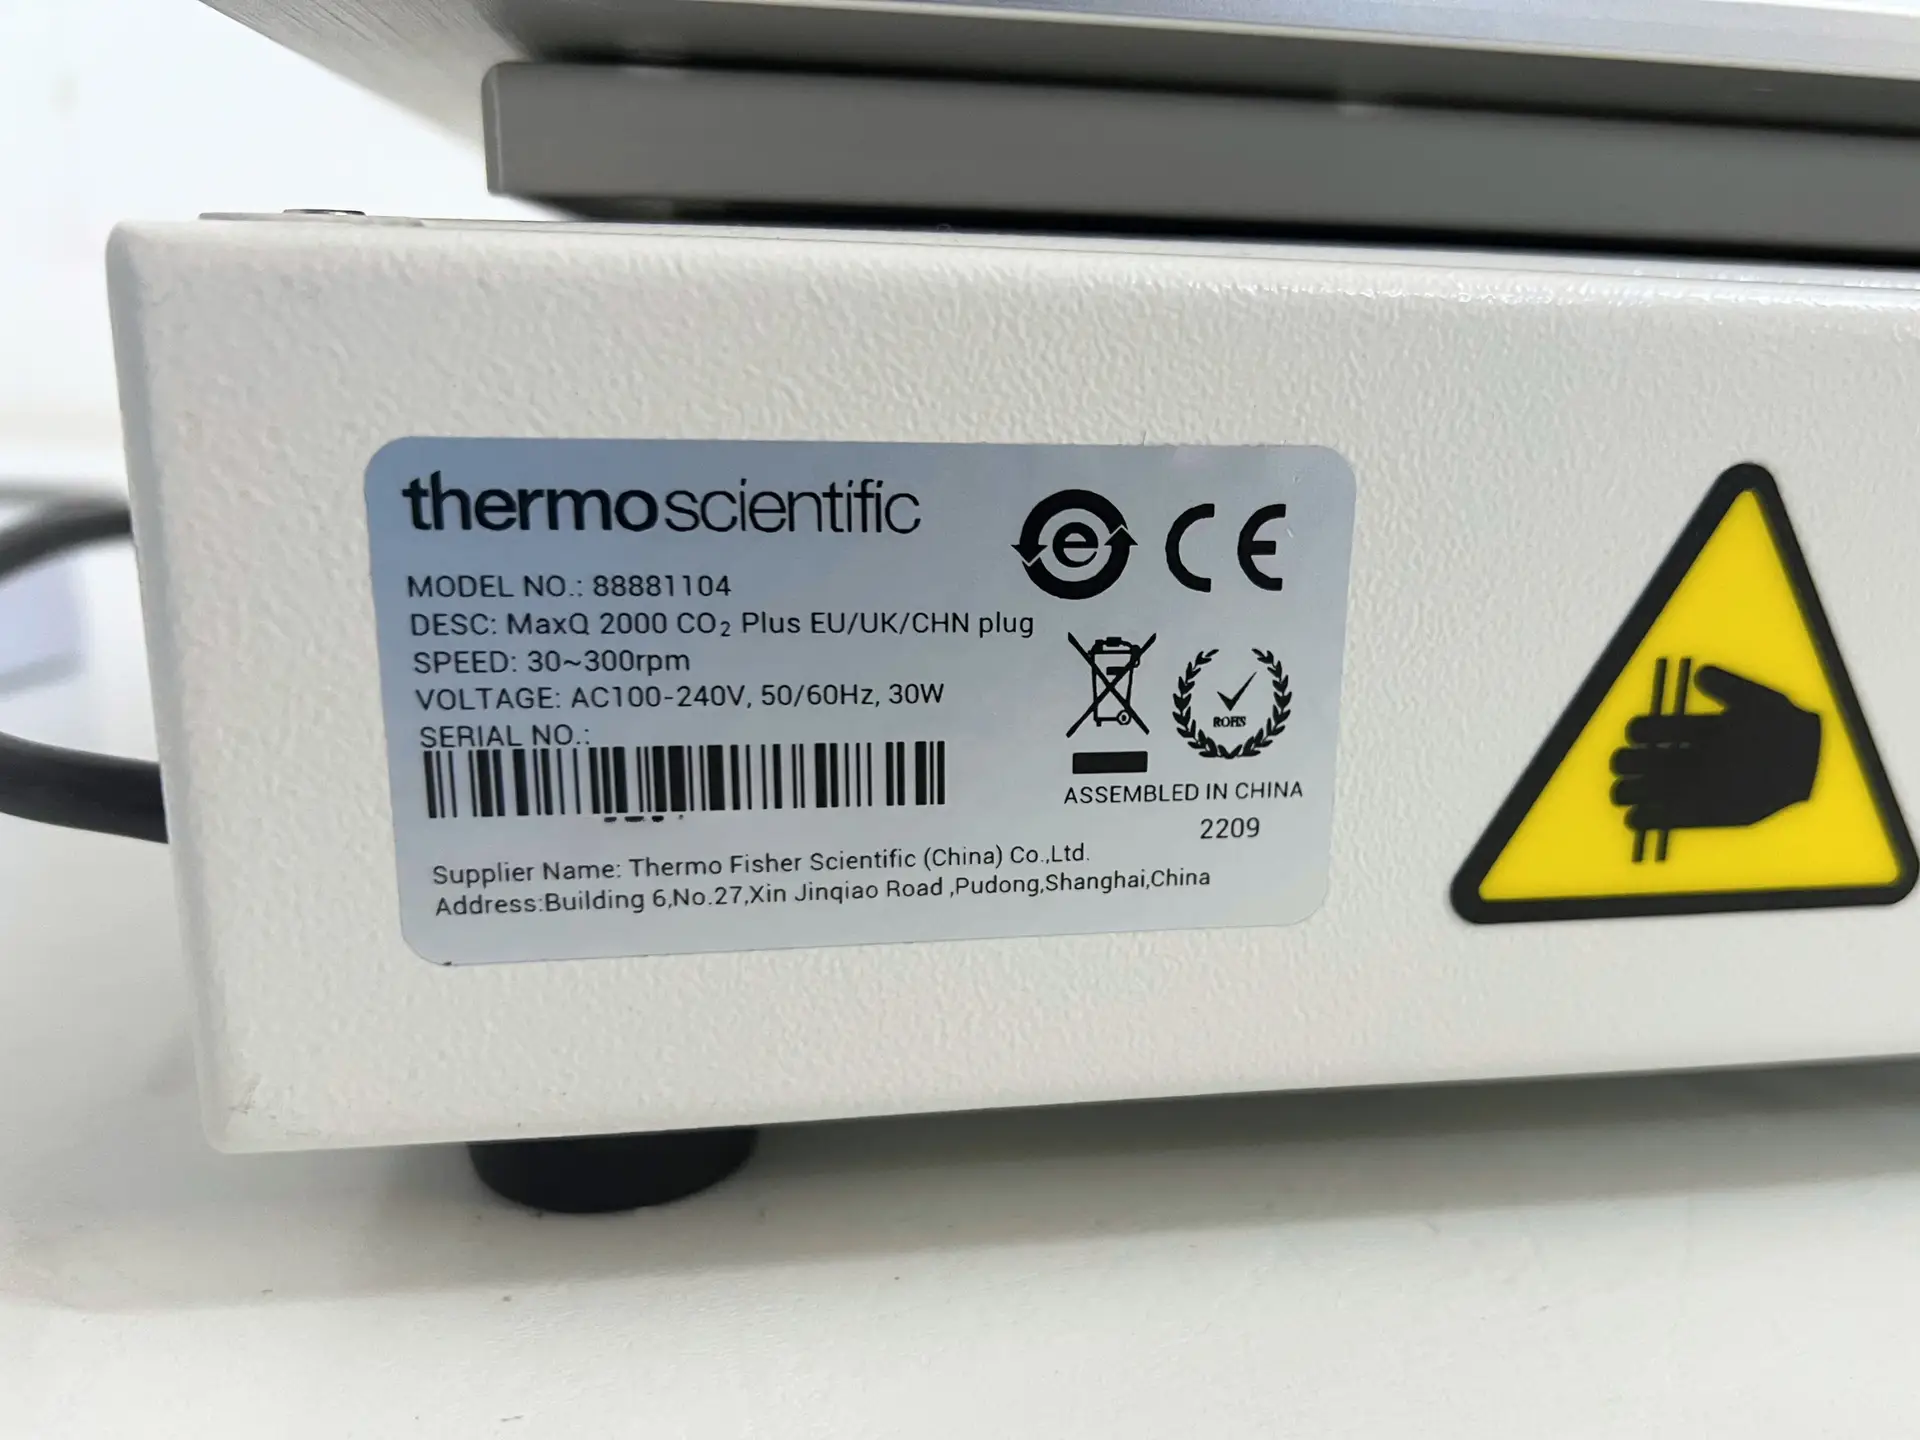 thermoscientific
MODEL NO.: 88881104
DESC: MaxQ 2000 CO₂ Plus EU/UK/CHN plug
SPEED: 30~300rpm
VOLTAGE: AC100-240V, 50/60Hz, 30W
SERIAL NO.:
e CE
ROHS
ASSEMBLED IN CHINA
2209
Supplier Name: Thermo Fisher Scientific (China) Co.,Ltd.
Address:Building 6,No.27,Xin Jinqiao Road ,Pudong,Shanghai,China